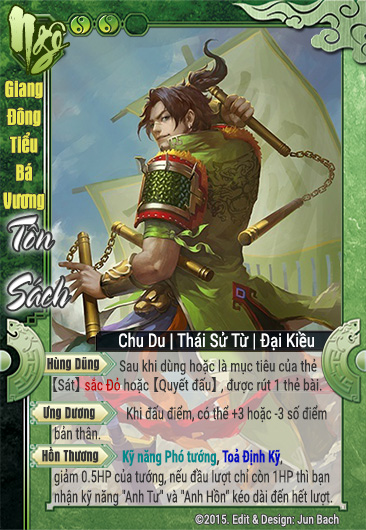 Ngô
Giang
Đông
Tiểu
Bá
Vương
Tôn
Sách
Chu Du | Thái Sử Từ | Đại Kiều
Hùng Dũng Sau khi dùng hoặc là mục tiêu của thẻ
【Sát】 sắc Đỏ hoặc【Quyết đấu】, được rút 1 thẻ bài.
Ưng Dương Khi đấu điểm, có thể +3 hoặc -3 số điểm
bản thân.
Hồn Thương Kỹ năng Phó tướng, Toả Định Kỹ,
giảm 0.5HP của tướng, nếu đầu lượt chỉ còn 1HP thì bạn
nhận kỹ năng "Anh Tư" và "Anh Hồn" kéo dài đến hết lượt.
©2015. Edit & Design: Jun Bach